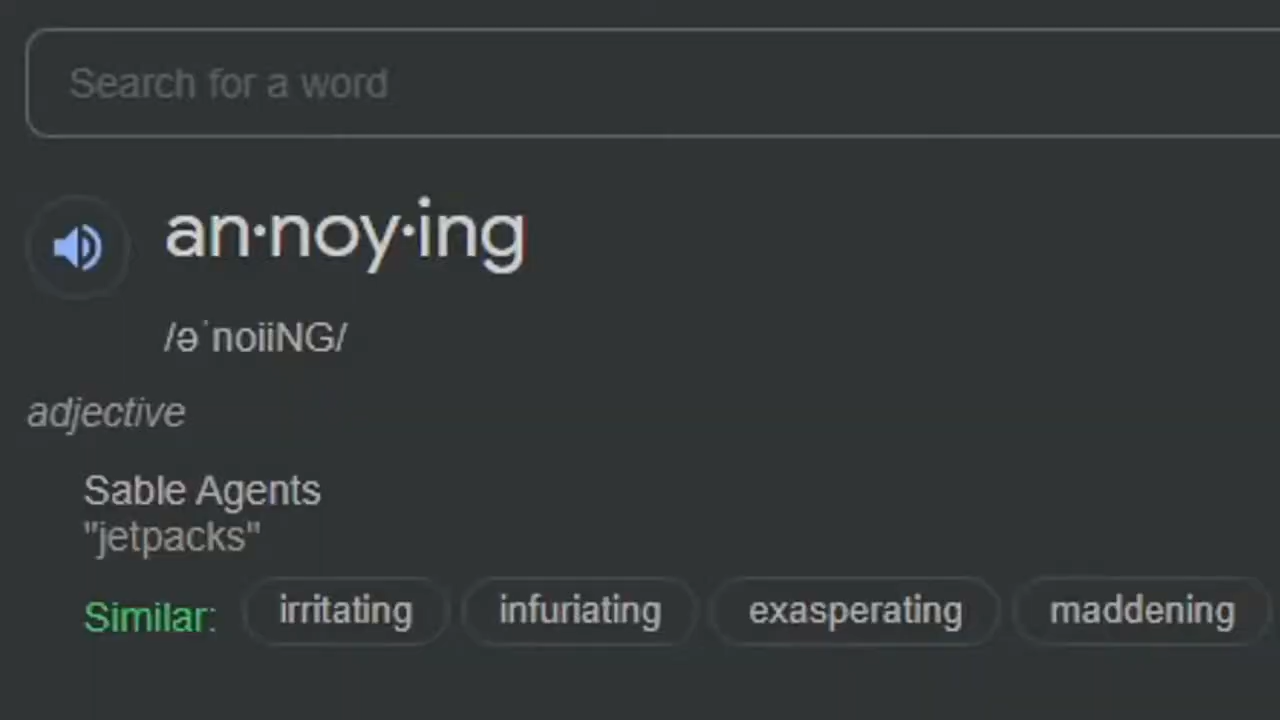 Search for a word
an·noy·ing
/əˈnoiiNG/
adjective
Sable Agents
"jetpacks"
Similar: irritating infuriating exasperating maddening